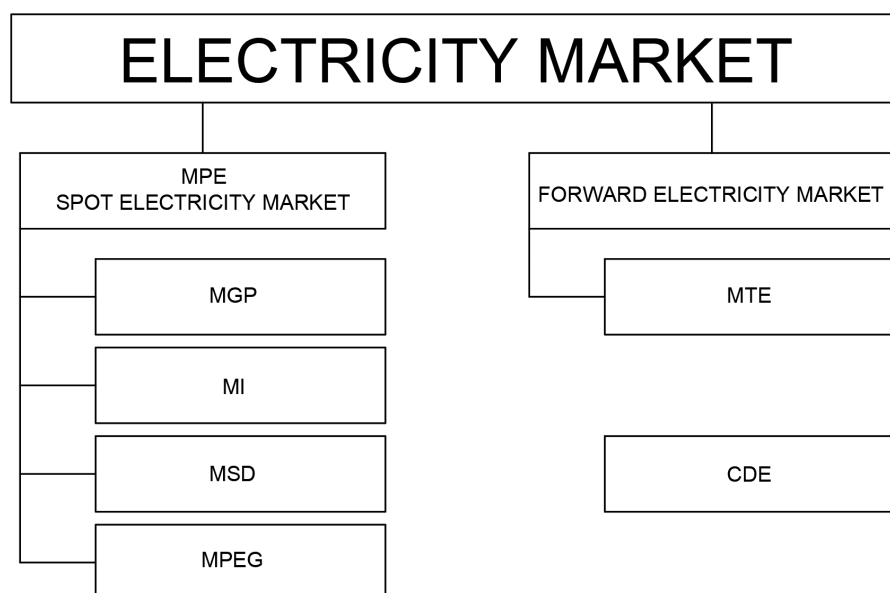 ELECTRICITY MARKET
MPE
SPOT ELECTRICITY MARKET
MGP
MI
MSD
MPEG
FORWARD ELECTRICITY MARKET
MTE
CDE